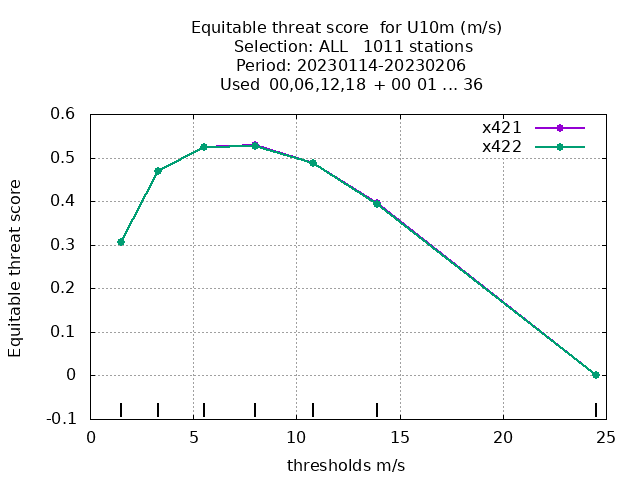 Equitable threat score  for U10m (m/s)
Selection: ALL   1011 stations
Period: 20230114-20230206
Used  00,06,12,18  + 00 01 ... 36
x421
x422
0.6
0.5
0.4
0.3
0.2
0.1
0
-0.1
Equitable threat score
0 5 10 15 20 25
thresholds m/s